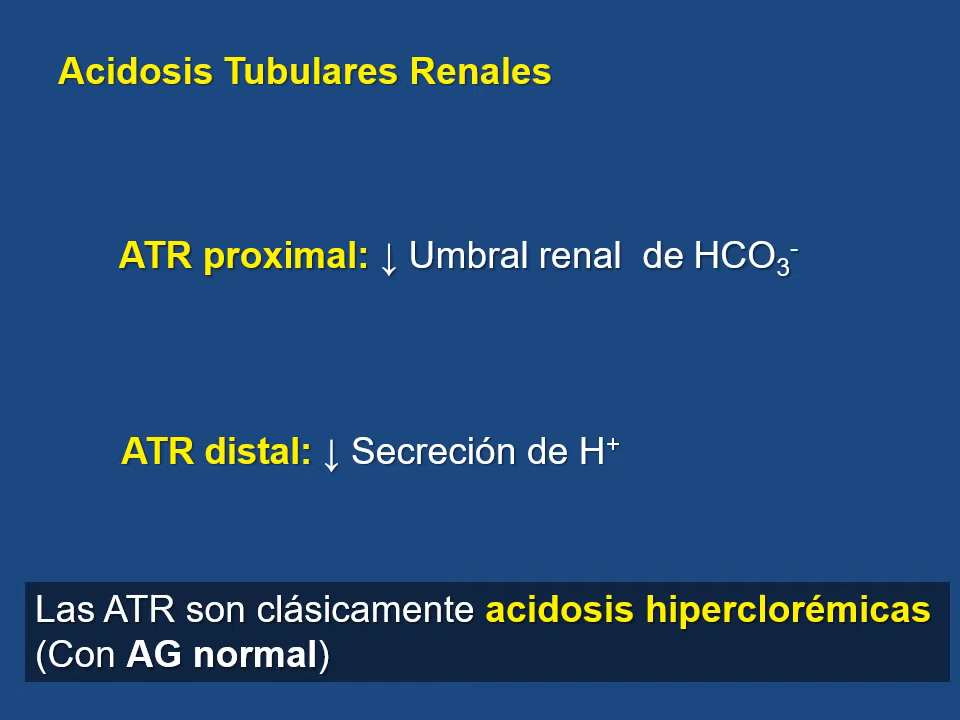 Acidosis Tubulares Renales
ATR proximal: ↓ Umbral renal  de HCO₃⁻
ATR distal: ↓ Secreción de H⁺
Las ATR son clásicamente acidosis hiperclorémicas
(Con AG normal)